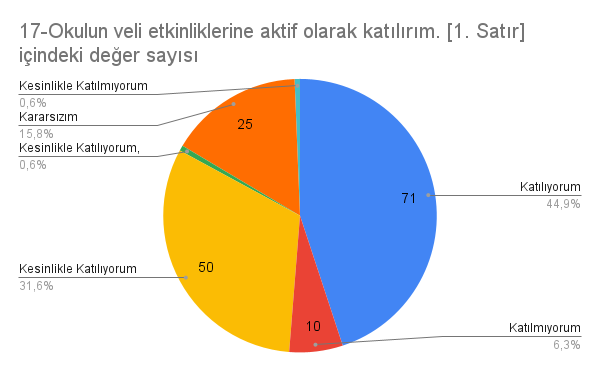 17-Okulun veli etkinliklerine aktif olarak katılırım. [1. Satır]
içindeki değer sayısı
Kesinlikle Katılmıyorum
0,6%
Kararsızım
15,8%
Kesinlikle Katılıyorum,
0,6%
Kesinlikle Katılıyorum
31,6%
Katılıyorum
44,9%
Katılmıyorum
6,3%
25
71
50
10